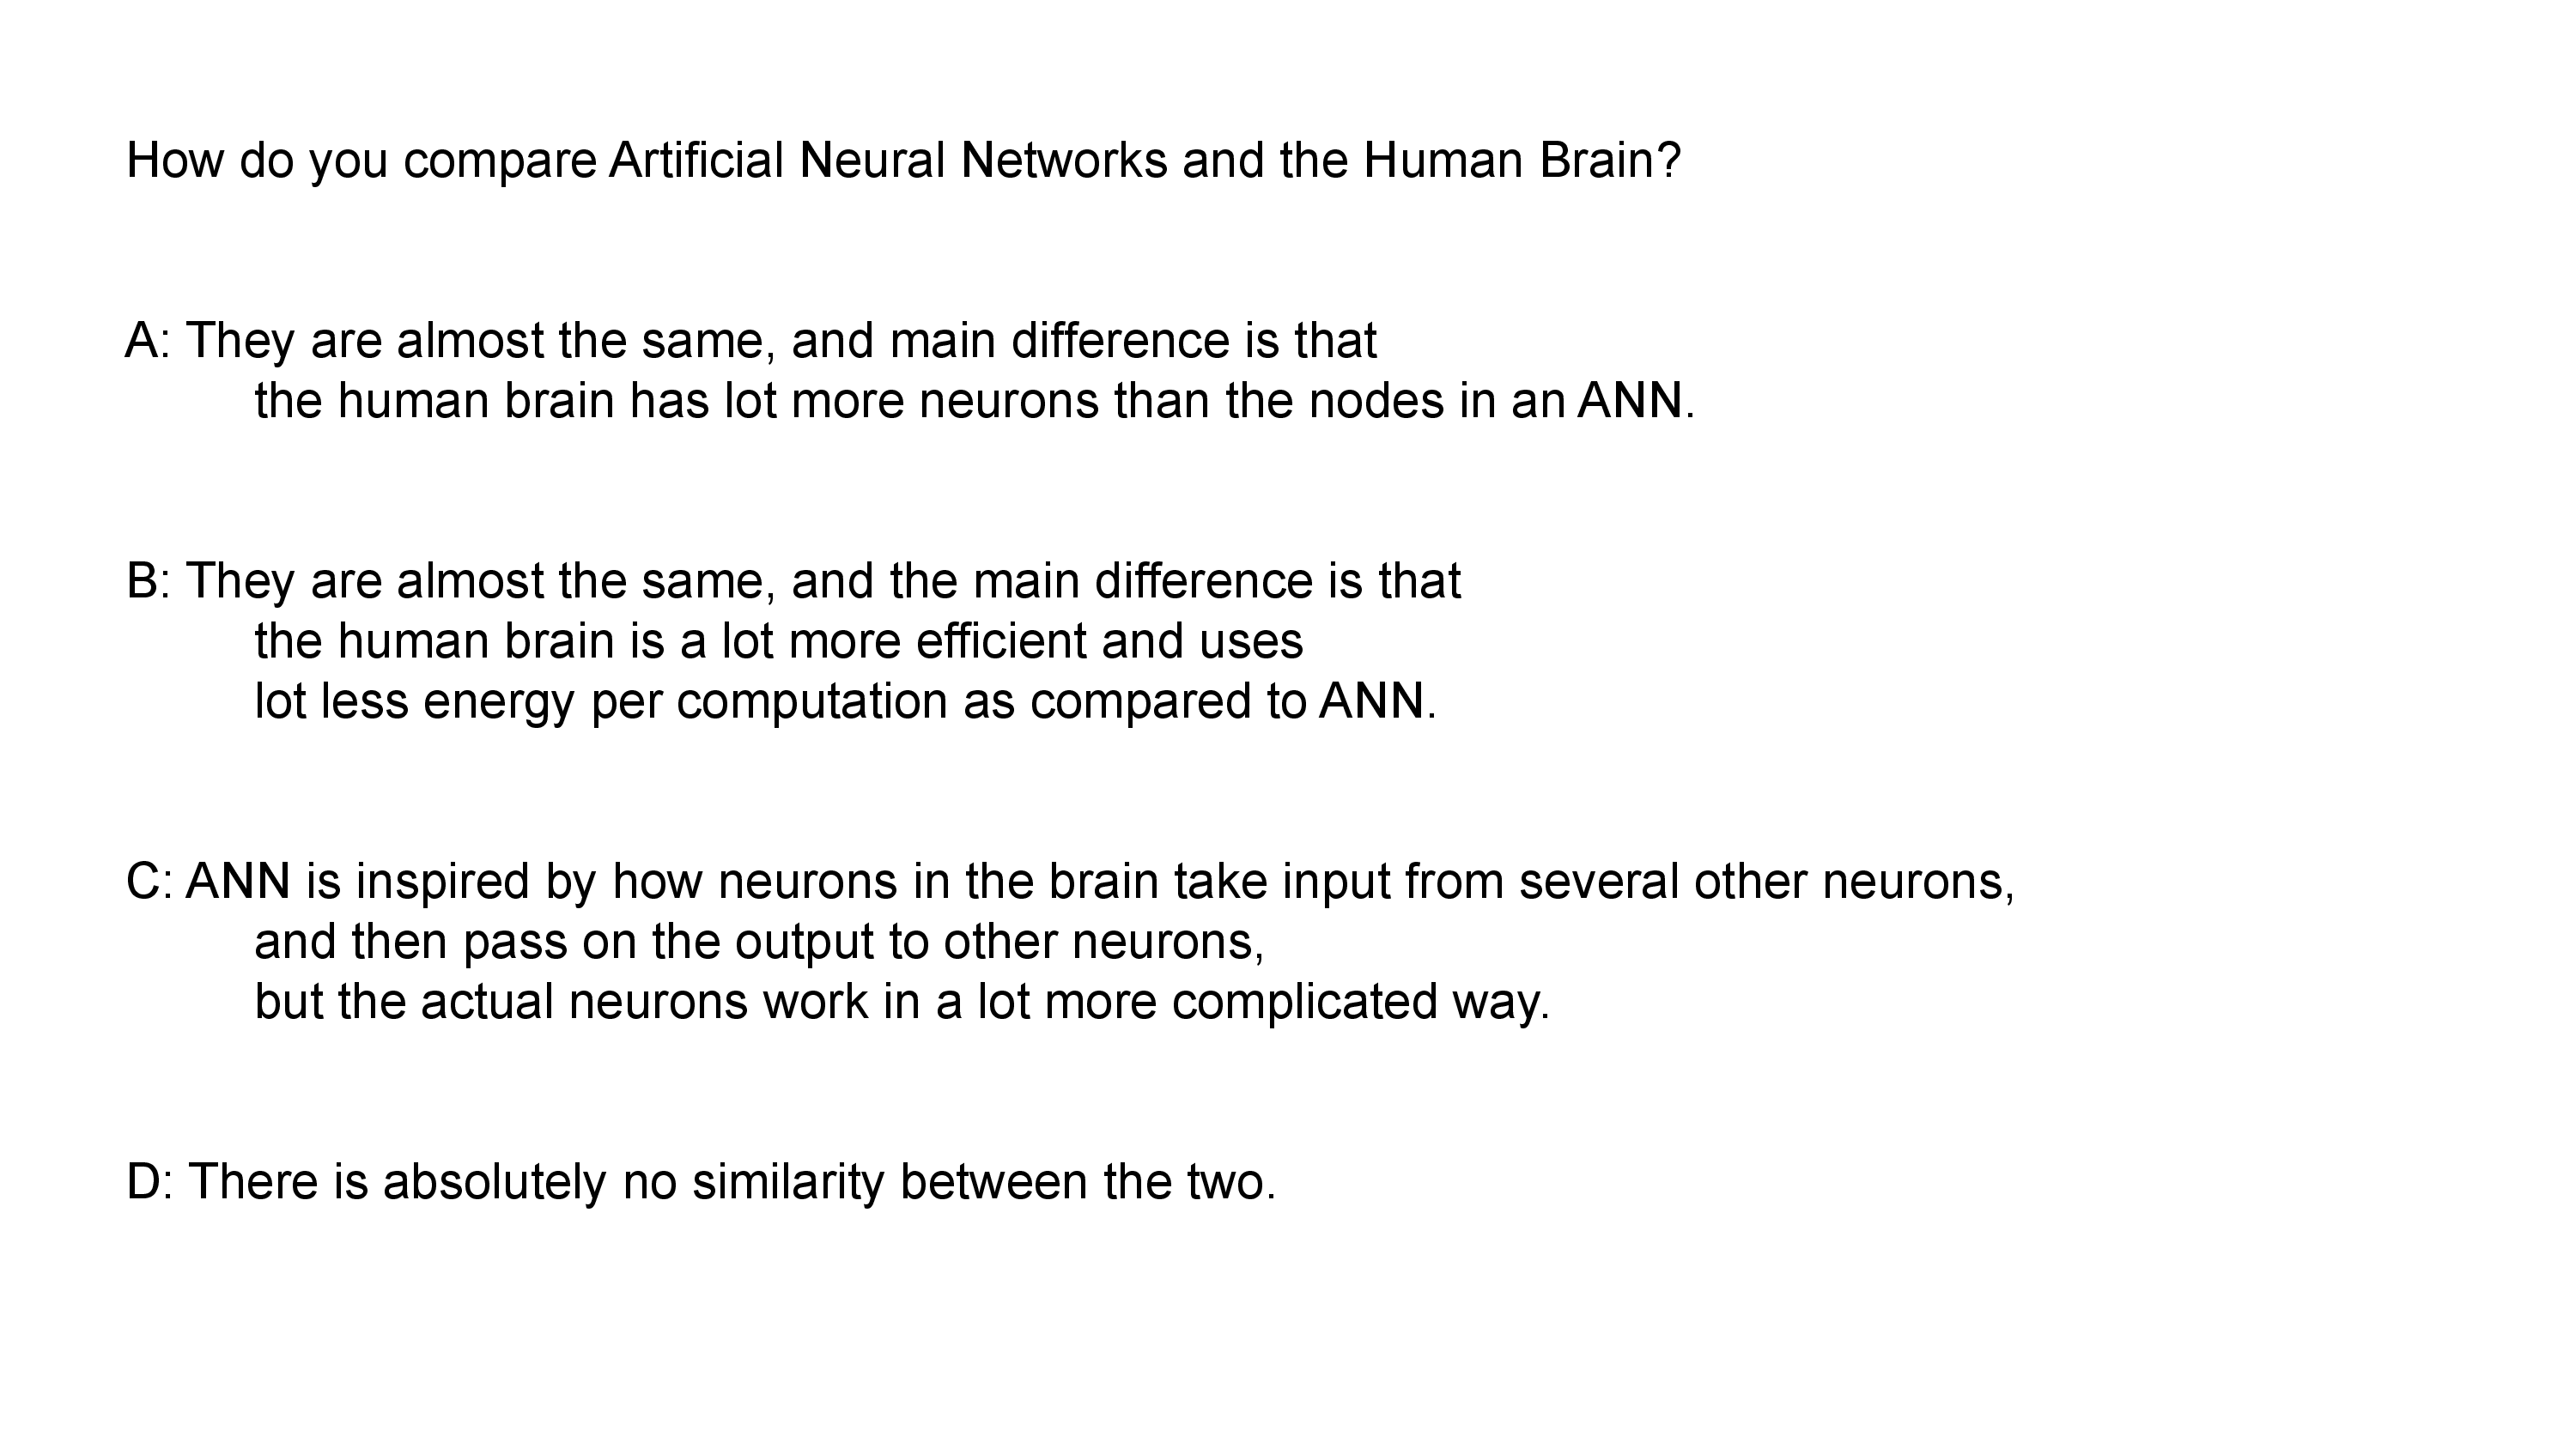 How do you compare Artificial Neural Networks and the Human Brain?
A: They are almost the same, and main difference is that
the human brain has lot more neurons than the nodes in an ANN.
B: They are almost the same, and the main difference is that
the human brain is a lot more efficient and uses
lot less energy per computation as compared to ANN.
C: ANN is inspired by how neurons in the brain take input from several other neurons,
and then pass on the output to other neurons,
but the actual neurons work in a lot more complicated way.
D: There is absolutely no similarity between the two.